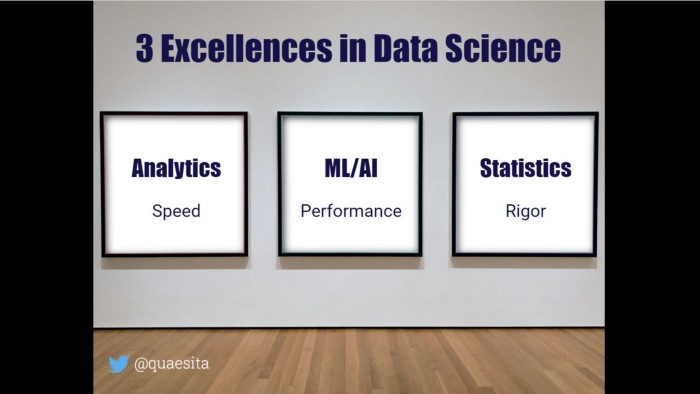 3 Excellences in Data Science
Analytics
Speed
ML/AI
Performance
Statistics
Rigor
@quaesita